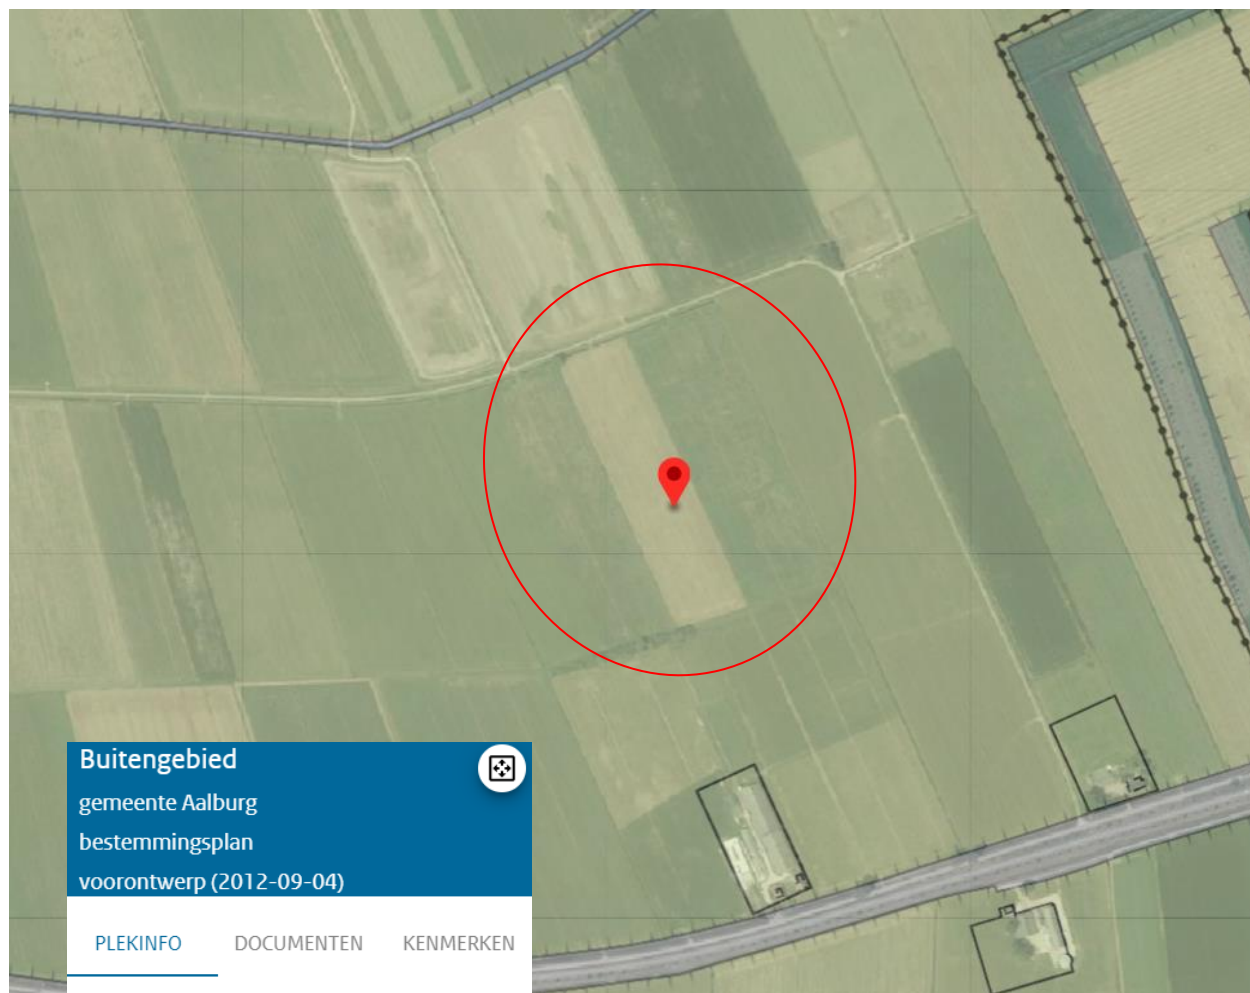 Buitengebied
gemeente Aalburg
bestemmingsplan
voorontwerp (2012-09-04)
PLEKINFO DOCUMENTEN KENMERKEN